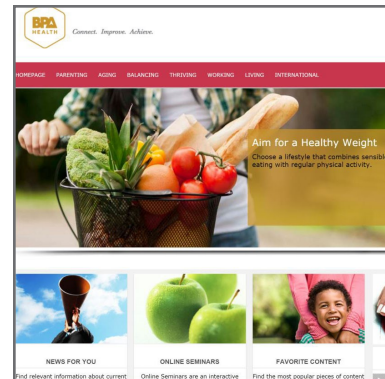 BPA
HEALTH
Connect. Improve. Achieve.
HOMEPAGE PARENTING AGING BALANCING THRIVING WORKING LIVING INTERNATIONAL
Aim for a Healthy Weight
Choose a lifestyle that combines sensible
eating with regular physical activity.
NEWS FOR YOU
Find relevant information about current
ONLINE SEMINARS
Online Seminars are an interactive
FAVORITE CONTENT
Find the most popular pieces of content